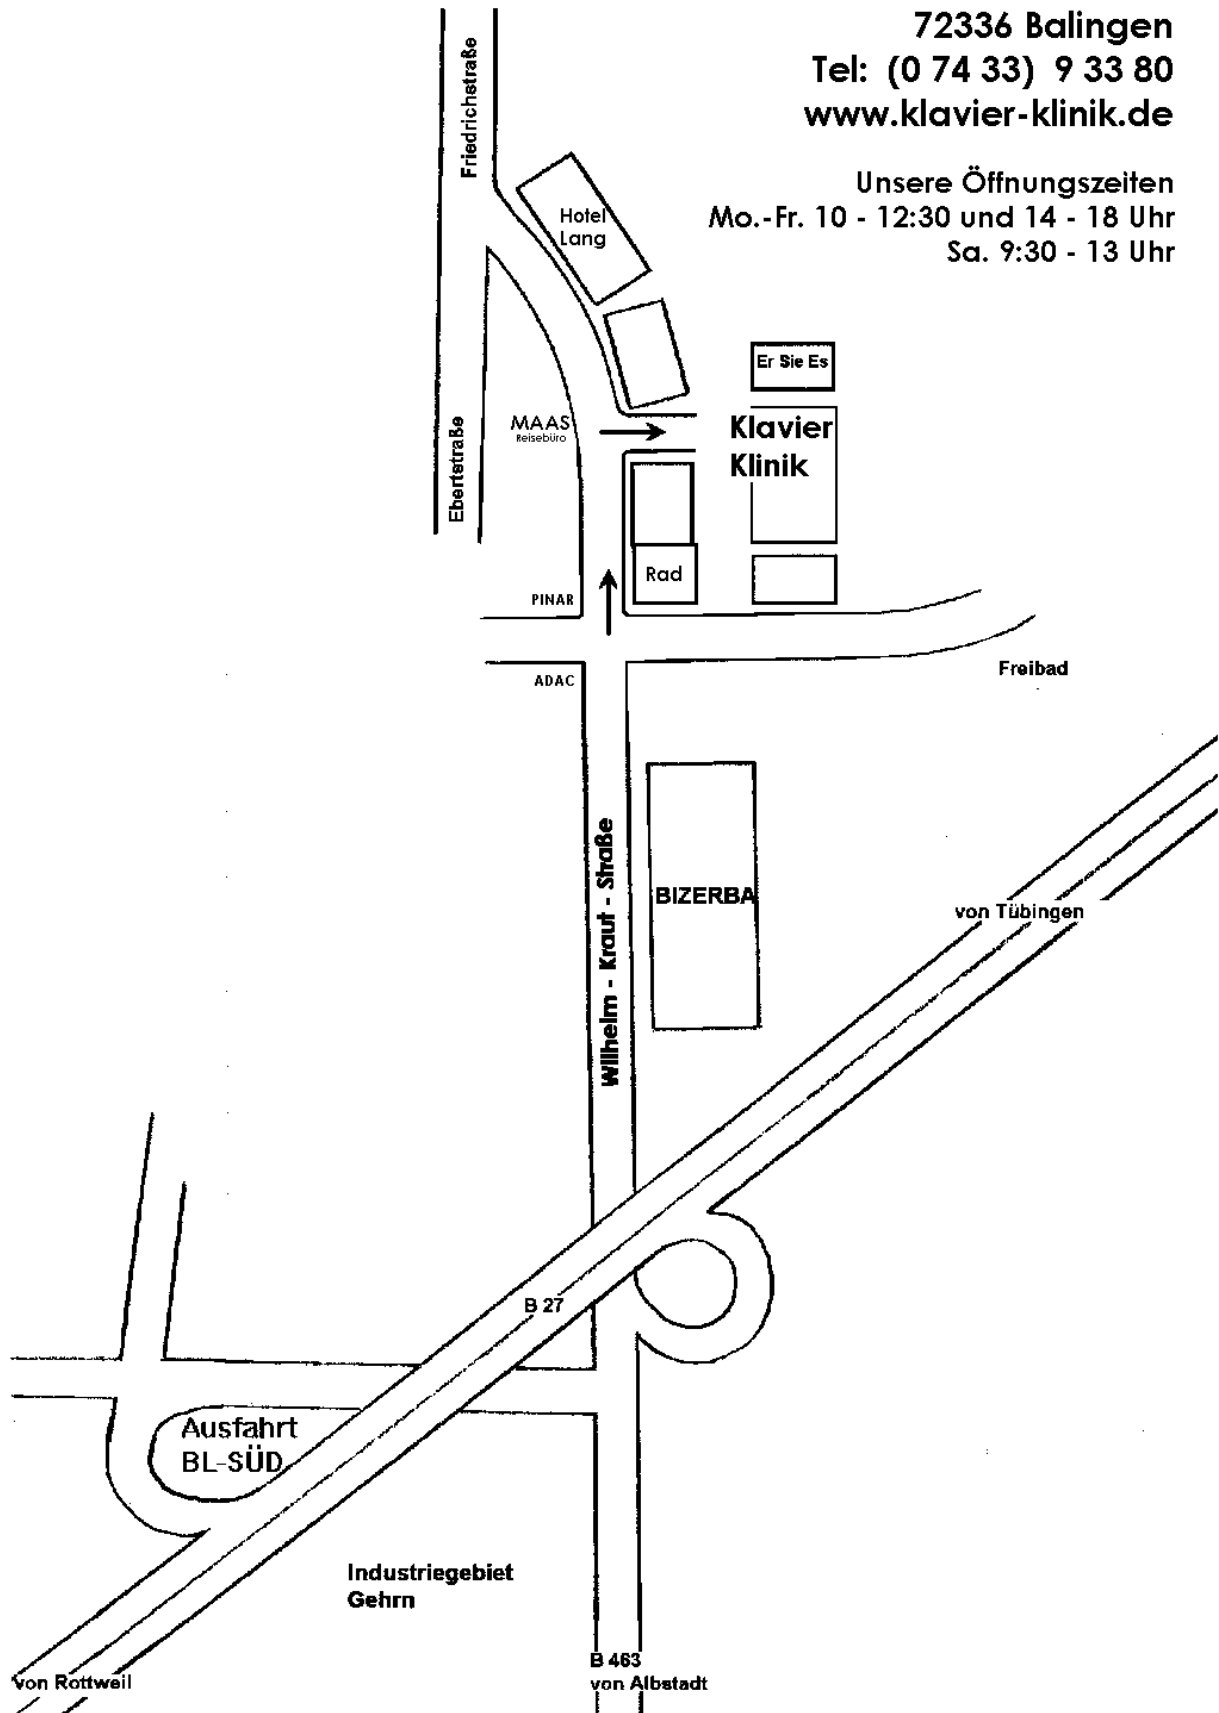 72336 Balingen
Tel: (0 74 33) 9 33 80
www.klavier-klinik.de
Unsere Öffnungszeiten
Mo.-Fr. 10 - 12:30 und 14 - 18 Uhr
Sa. 9:30 - 13 Uhr
Friedrichstraße
Hotel
Lang
Er Sie Es
MAAS
Reisebüro
Klavier
Klinik
Ebertstraße
Rad
PINAR
ADAC
Freibad
Wilhelm - Kraut - Straße
BIZERBA
von Tübingen
B 27
Ausfahrt
BL-SÜD
Industriegebiet
Gehrn
B 463
von Albstadt
von Rottweil